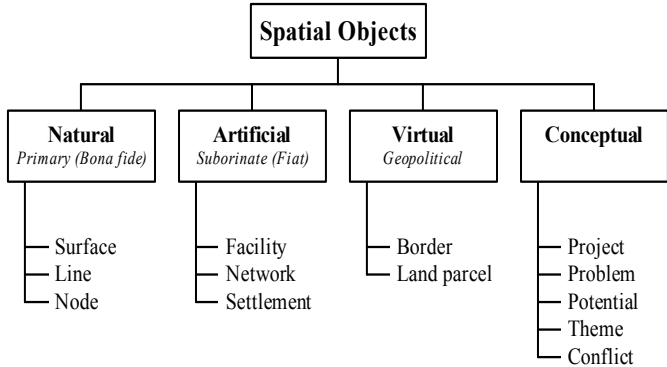 Spatial Objects
Natural
Primary (Bona fide)
Artificial
Suborinate (Fiat)
Virtual
Geopolitical
Conceptual
Surface
Line
Node
Facility
Network
Settlement
Border
Land parcel
Project
Problem
Potential
Theme
Conflict